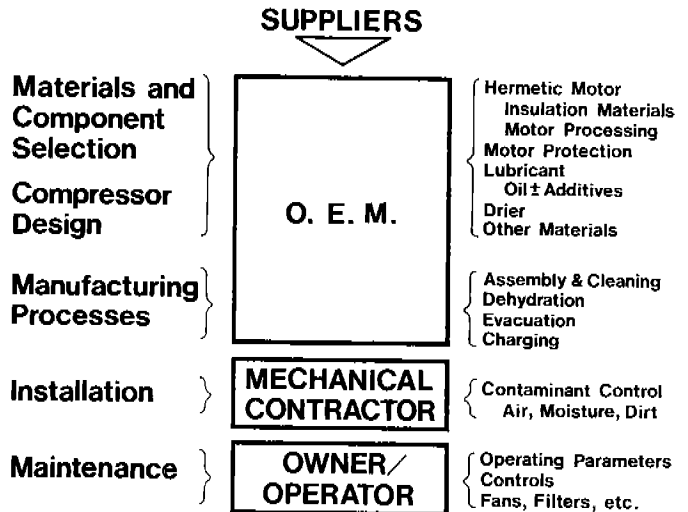 SUPPLIERS
Materials and
Component
Selection
Compressor
Design
O. E. M.
Hermetic Motor
Insulation Materials
Motor Processing
Motor Protection
Lubricant
Oil ± Additives
Drier
Other Materials
Manufacturing
Processes
Assembly & Cleaning
Dehydration
Evacuation
Charging
Installation
MECHANICAL
CONTRACTOR
Contaminant Control
Air, Moisture, Dirt
Maintenance
OWNER/
OPERATOR
Operating Parameters
Controls
Fans, Filters, etc.